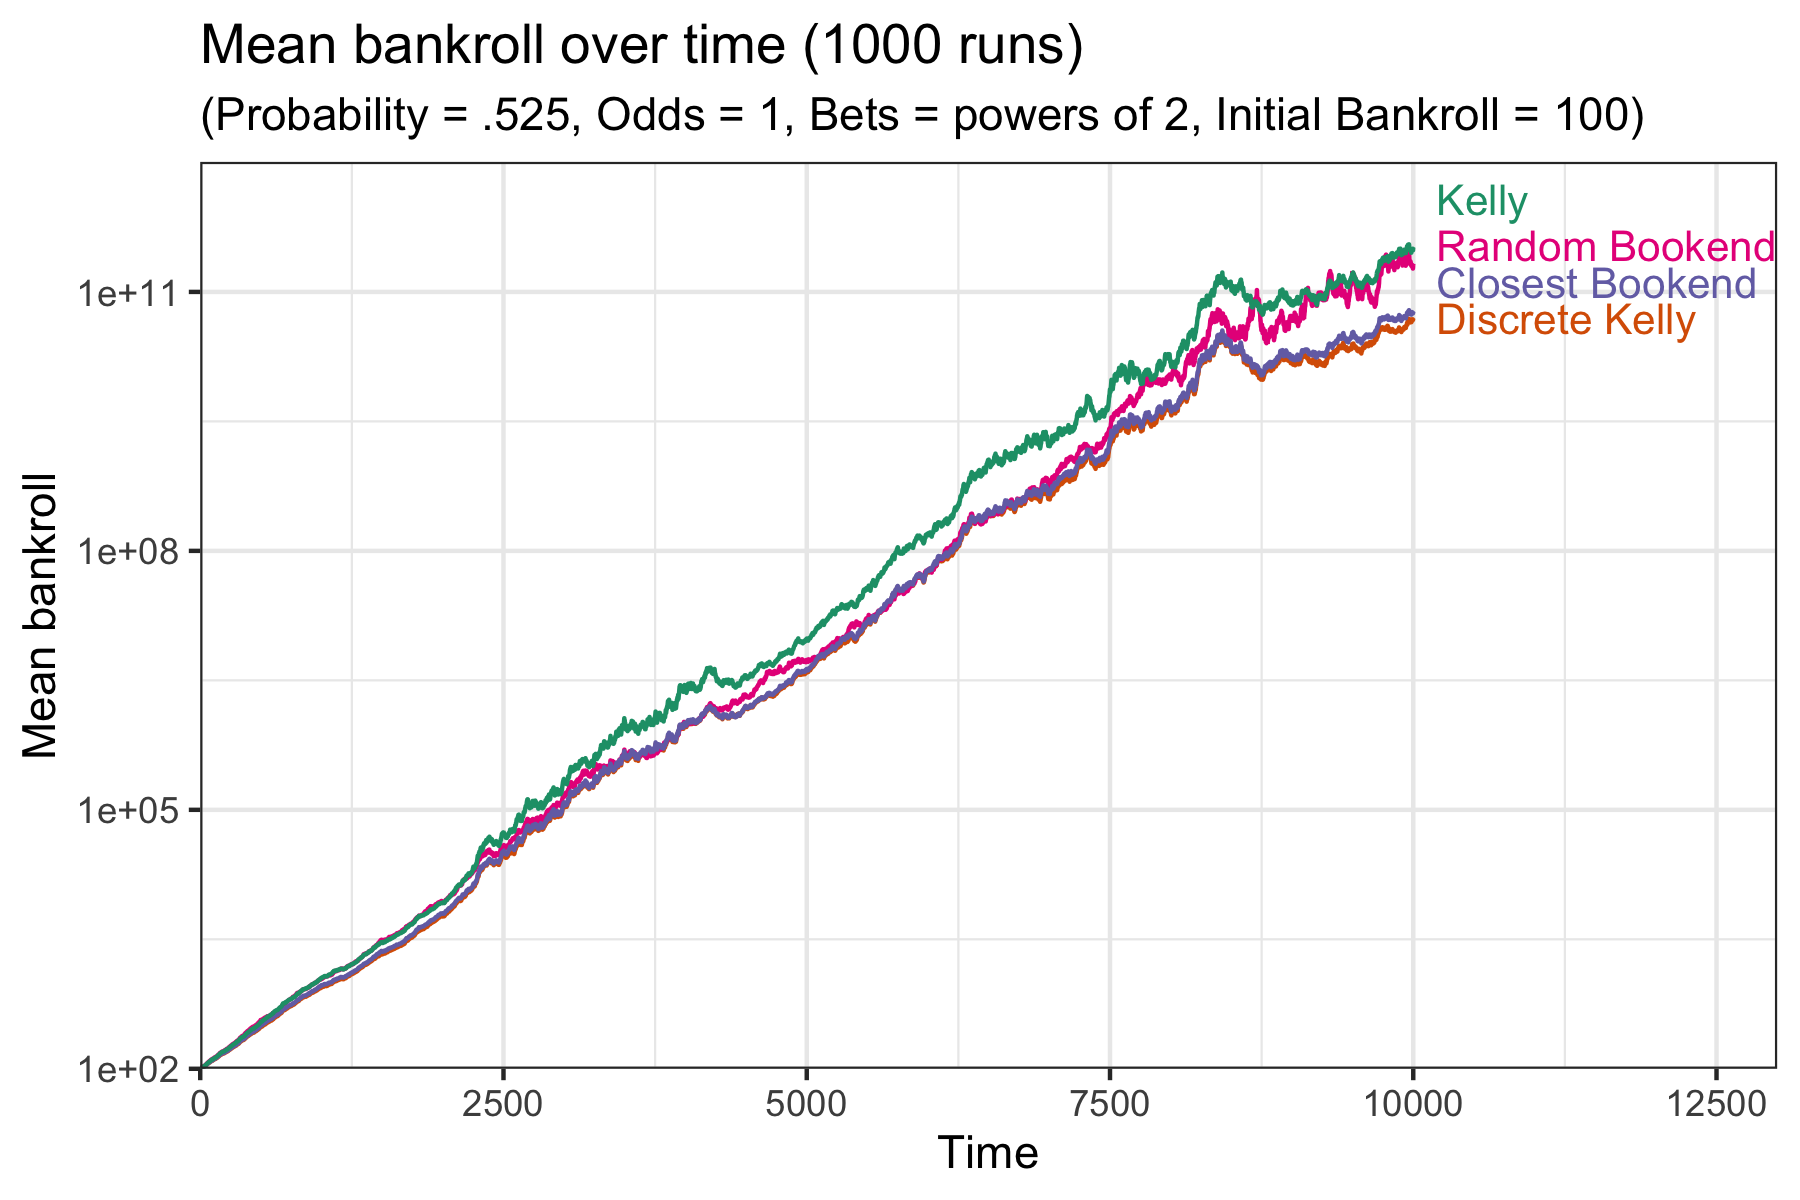 Mean bankroll over time (1000 runs)
(Probability = .525, Odds = 1, Bets = powers of 2, Initial Bankroll = 100)
Kelly
Random Bookend
Closest Bookend
Discrete Kelly
1e+11
1e+08
1e+05
1e+02
Mean bankroll
0 2500 5000 7500 10000 12500
Time